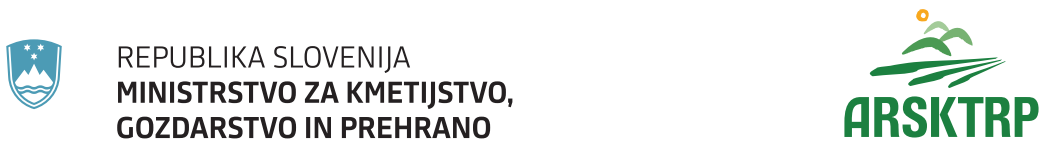 REPUBLIKA SLOVENIJA
MINISTRSTVO ZA KMETIJSTVO,
GOZDARSTVO IN PREHRANO
ARSKTRP